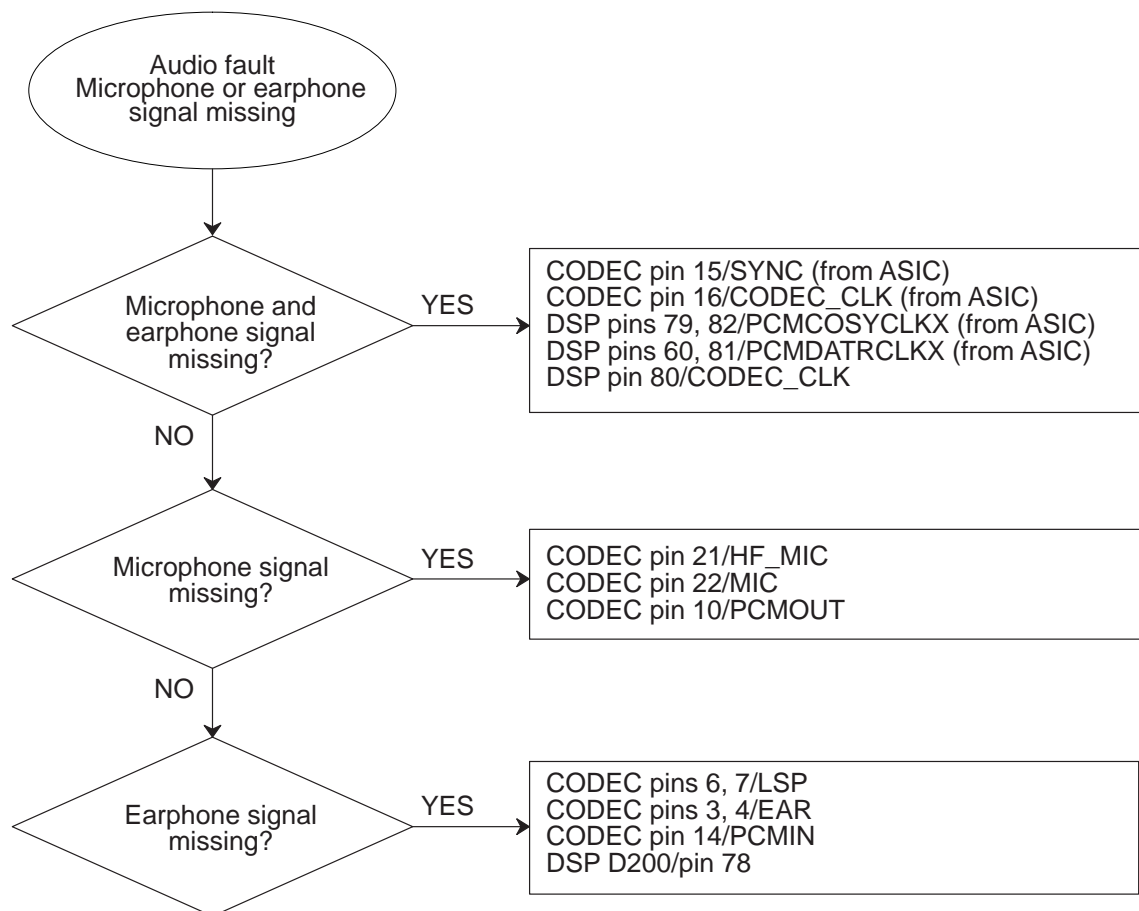 Audio fault
Microphone or earphone
signal missing
Microphone and
earphone signal
missing?
YES
CODEC pin 15/SYNC (from ASIC)
CODEC pin 16/CODEC_CLK (from ASIC)
DSP pins 79, 82/PCMCOSYCLKX (from ASIC)
DSP pins 60, 81/PCMDATRCLKX (from ASIC)
DSP pin 80/CODEC_CLK
NO
Microphone signal
missing?
YES
CODEC pin 21/HF_MIC
CODEC pin 22/MIC
CODEC pin 10/PCMOUT
NO
Earphone signal
missing?
YES
CODEC pins 6, 7/LSP
CODEC pins 3, 4/EAR
CODEC pin 14/PCMIN
DSP D200/pin 78